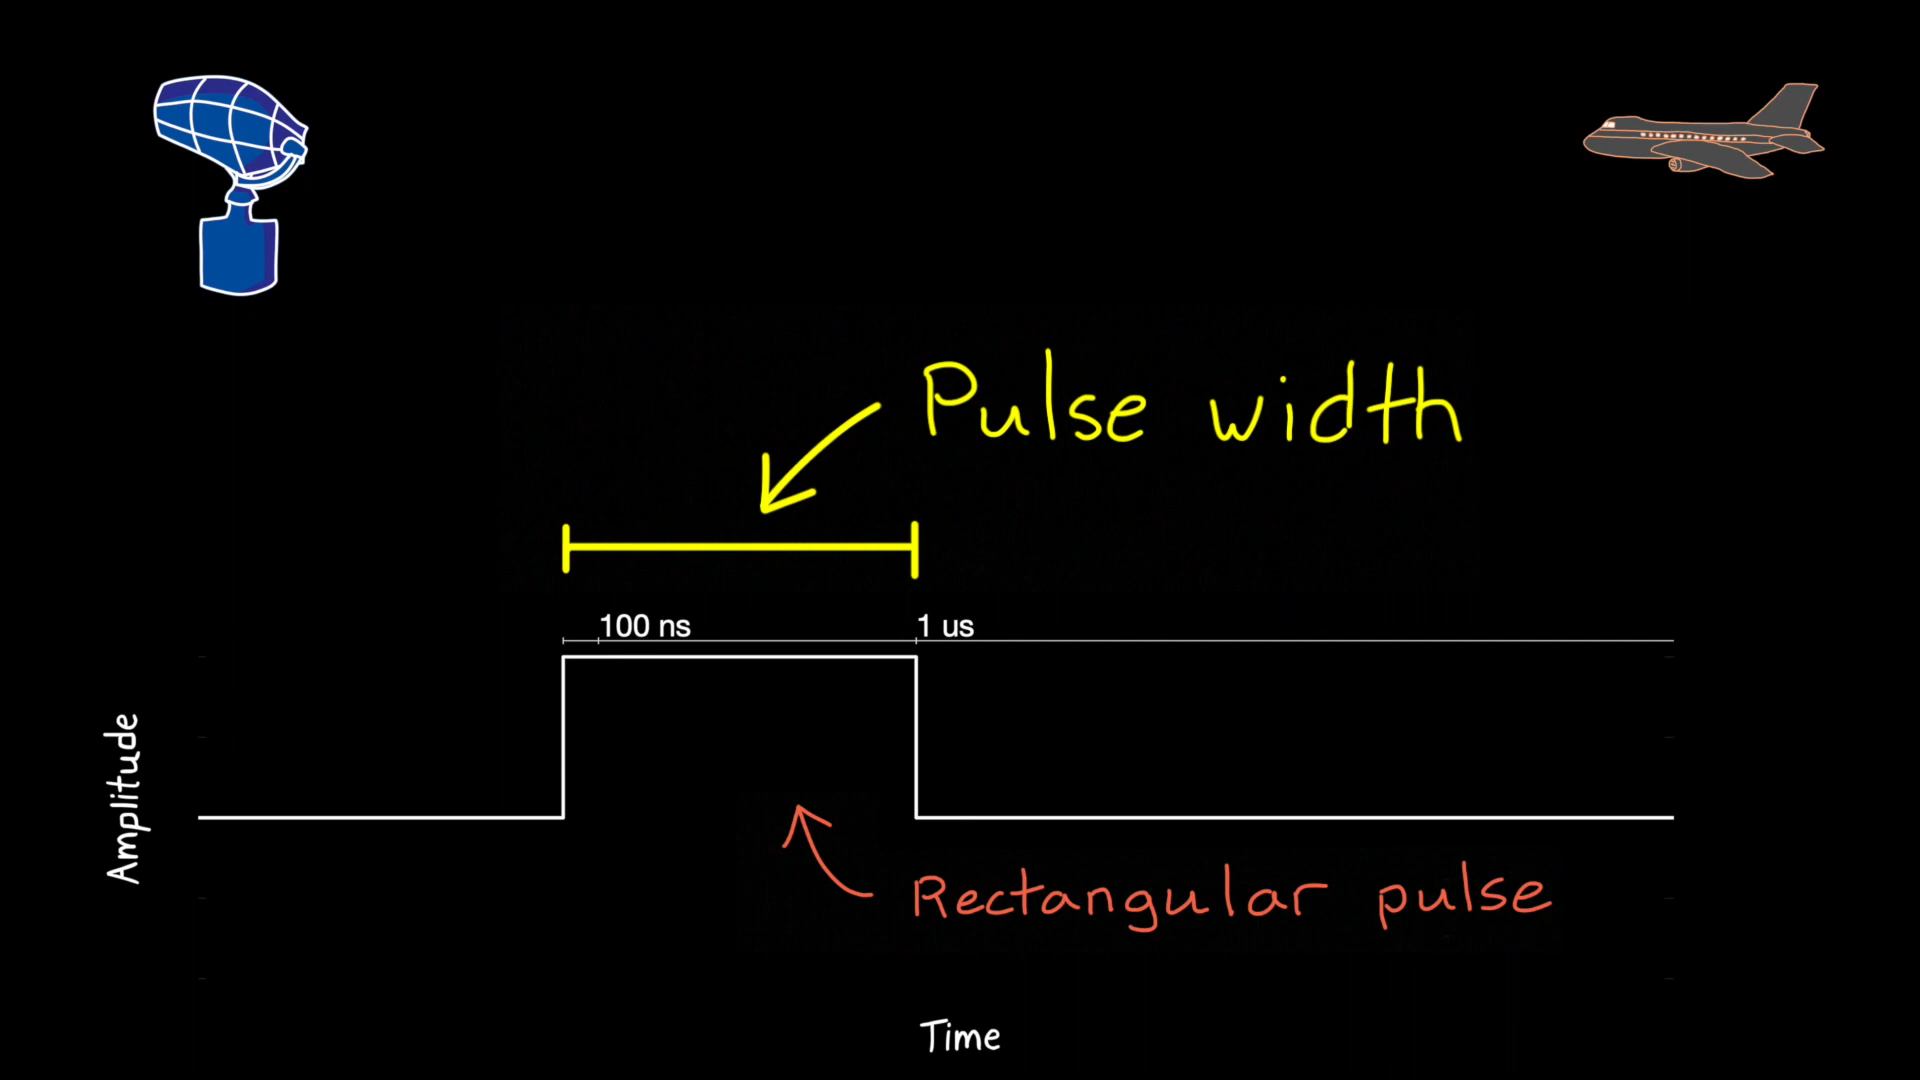 Pulse width
100 ns
1 us
Amplitude
Rectangular pulse
Time